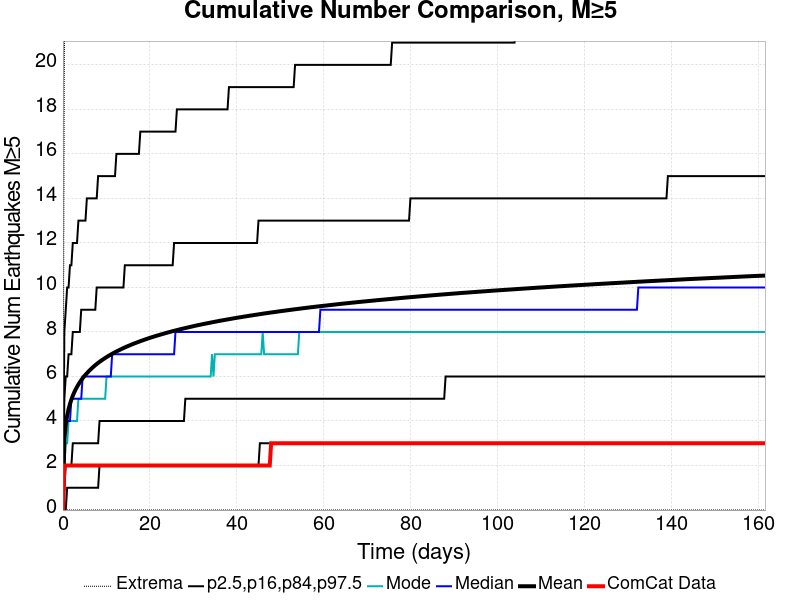 Cumulative Number Comparison, M≥5
Cumulative Num Earthquakes M≥5
20
18
16
14
12
10
8
6
4
2
0
0 20 40 60 80 100 120 140 160
Time (days)
Extrema p2.5,p16,p84,p97.5 Mode Median Mean ComCat Data